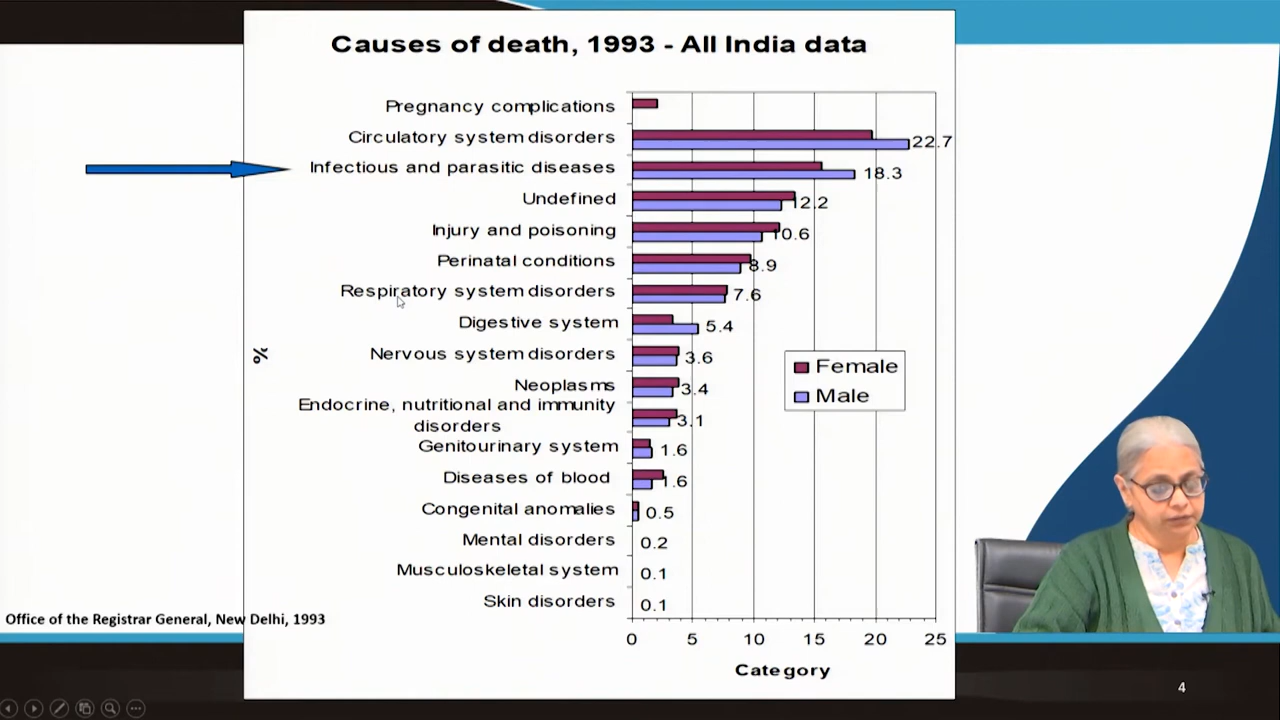 Causes of death, 1993 - All India data
Pregnancy complications
Circulatory system disorders
22.7
Infectious and parasitic diseases
18.3
Undefined
12.2
Injury and poisoning
10.6
Perinatal conditions
8.9
Respiratory system disorders
7.6
Digestive system
5.4
%
Nervous system disorders
3.6
Female
Neoplasms
3.4
Male
Endocrine, nutritional and immunity
disorders
3.1
Genitourinary system
1.6
Diseases of blood
1.6
Congenital anomalies
0.5
Mental disorders
0.2
Musculoskeletal system
0.1
Skin disorders
0.1
Office of the Registrar General, New Delhi, 1993
0 5 10 15 20 25
Category
4